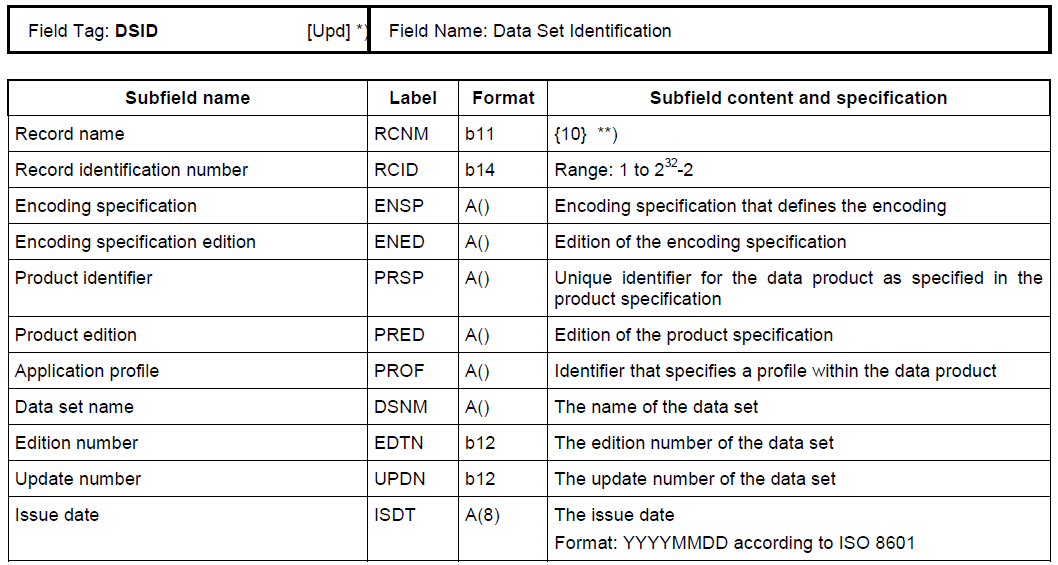 Field Tag: DSID [Upd] *) Field Name: Data Set Identification
Subfield name Label Format Subfield content and specification
Record name RCNM b11 {10} **)
Record identification number RCID b14 Range: 1 to 2^32-2
Encoding specification ENSP A() Encoding specification that defines the encoding
Encoding specification edition ENED A() Edition of the encoding specification
Product identifier PRSP A() Unique identifier for the data product as specified in the
product specification
Product edition PRED A() Edition of the product specification
Application profile PROF A() Identifier that specifies a profile within the data product
Data set name DSNM A() The name of the data set
Edition number EDTN b12 The edition number of the data set
Update number UPDN b12 The update number of the data set
Issue date ISDT A(8) The issue date
Format: YYYYMMDD according to ISO 8601